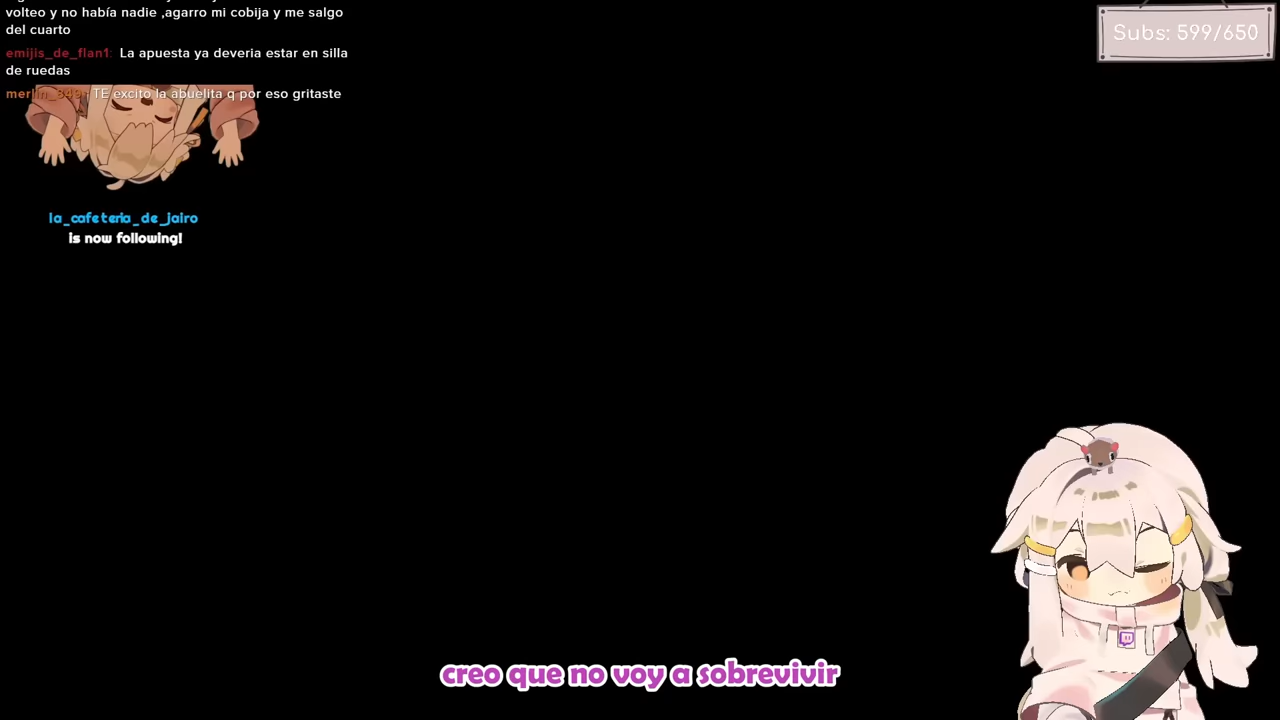 volteo y no había nadie ,agarro mi cobija y me salgo
del cuarto
emijis_de_flan1: La apuesta ya deveria estar en silla
de ruedas
merlin_849: TE excito la abuelita q por eso gritaste
la_cafeteria_de_jairo
is now following!
Subs: 599/650
creo que no voy a sobrevivir